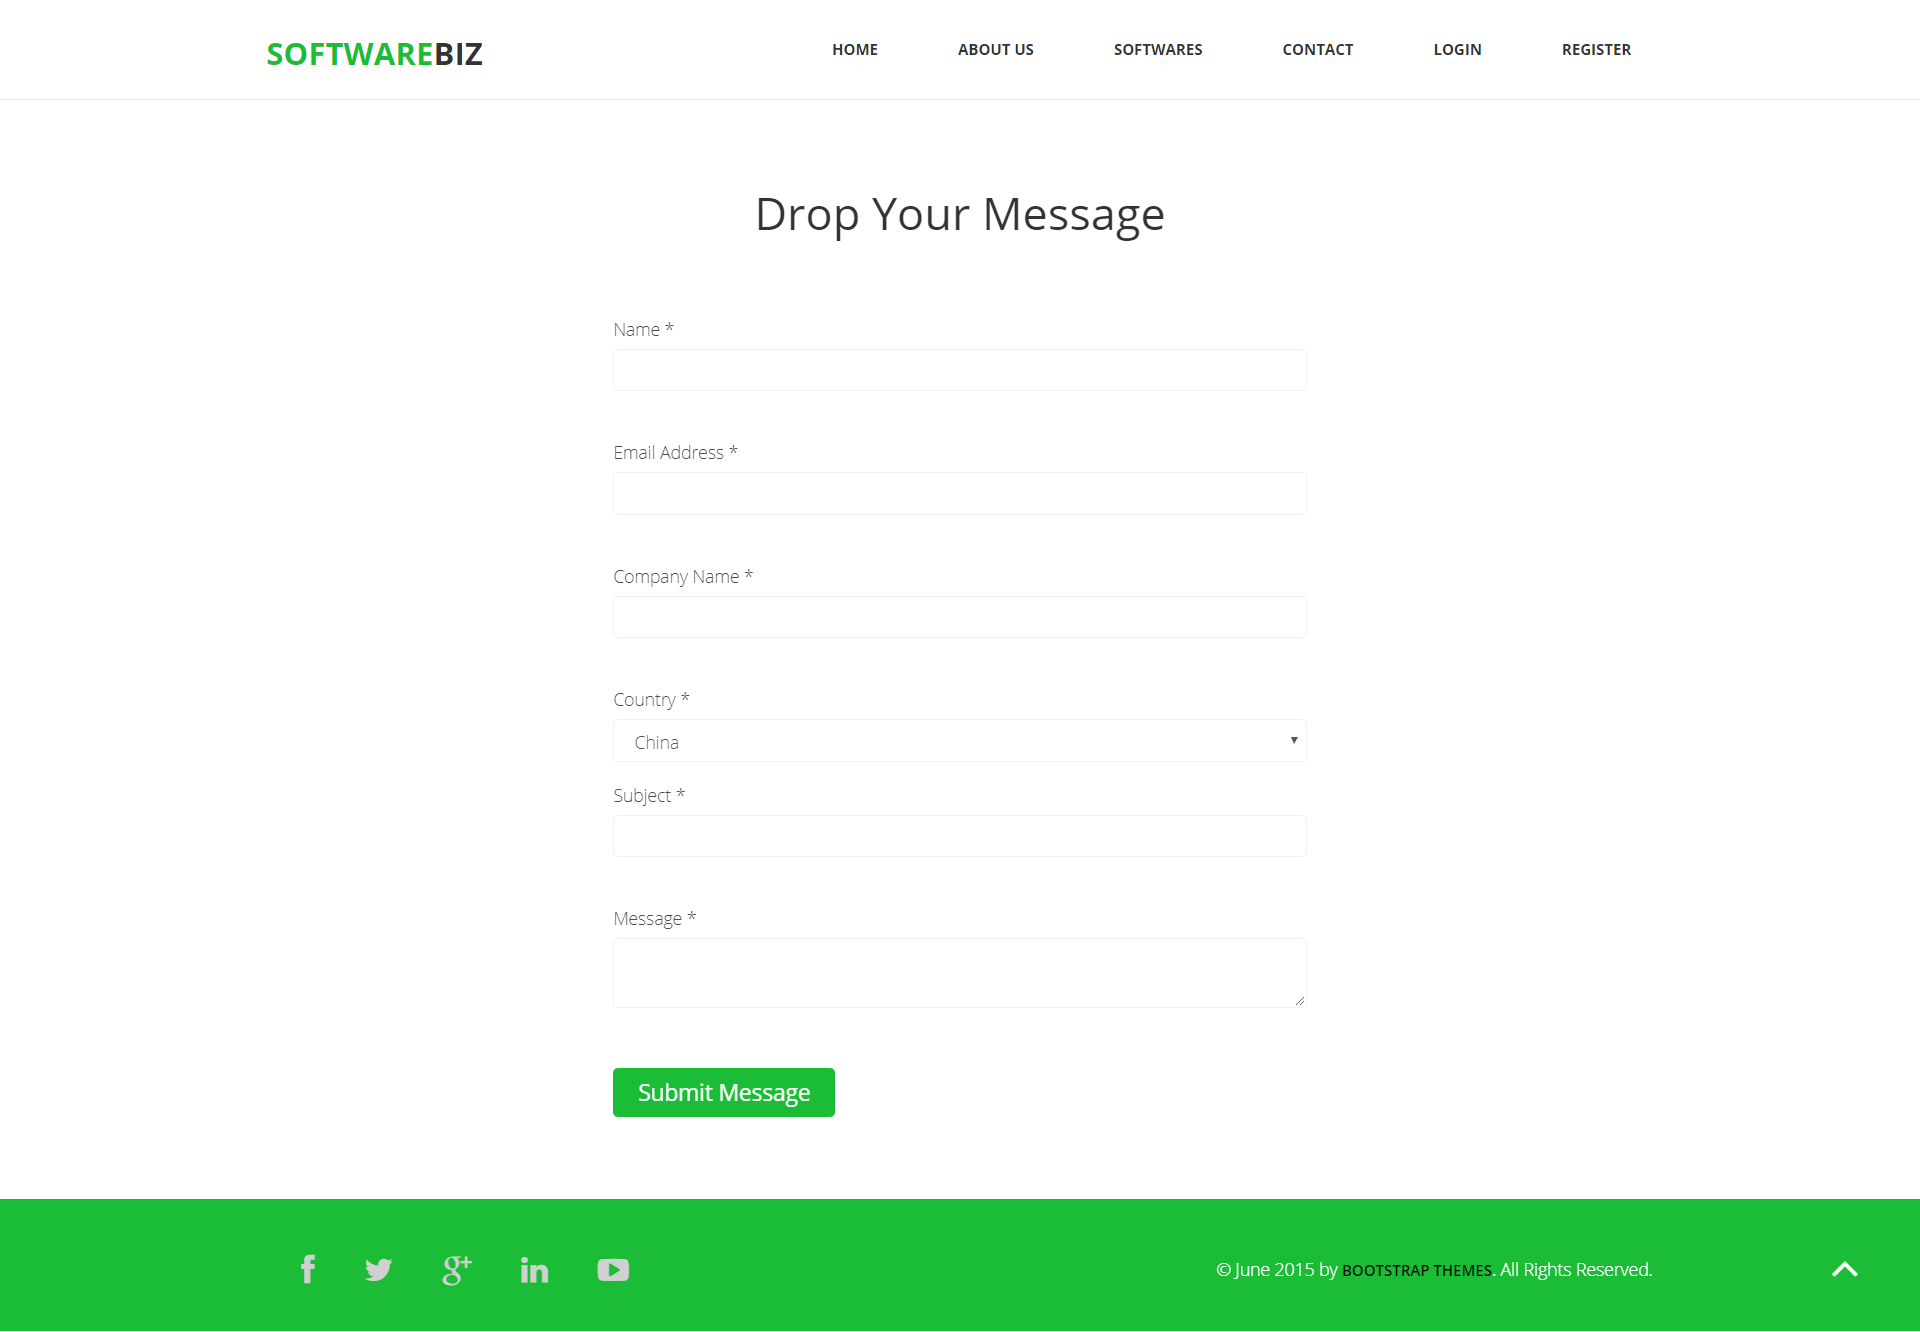 SOFTWAREBIZ
HOME ABOUT US SOFTWARES CONTACT LOGIN REGISTER
Drop Your Message
Name *
Email Address *
Company Name *
Country *
China
Subject *
Message *
Submit Message
© June 2015 by BOOTSTRAP THEMES. All Rights Reserved.